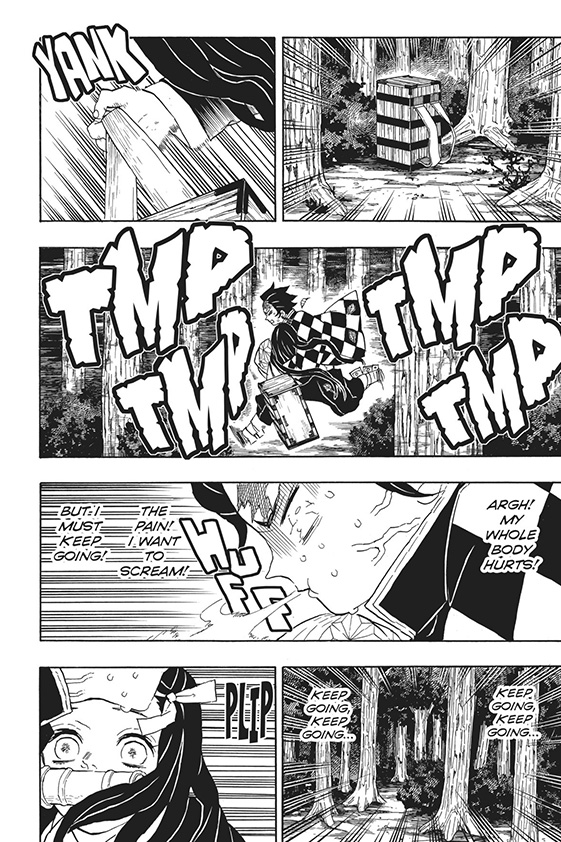 YANK
TMP
TMP
TMP
TMP
ARGH!
MY
WHOLE
BODY
HURTS!
HUFF
THE
PAIN!
I WANT
TO
SCREAM!
BUT I
MUST
KEEP
GOING!
KEEP
GOING,
KEEP
GOING...
KEEP
GOING,
KEEP
GOING...
PLIP